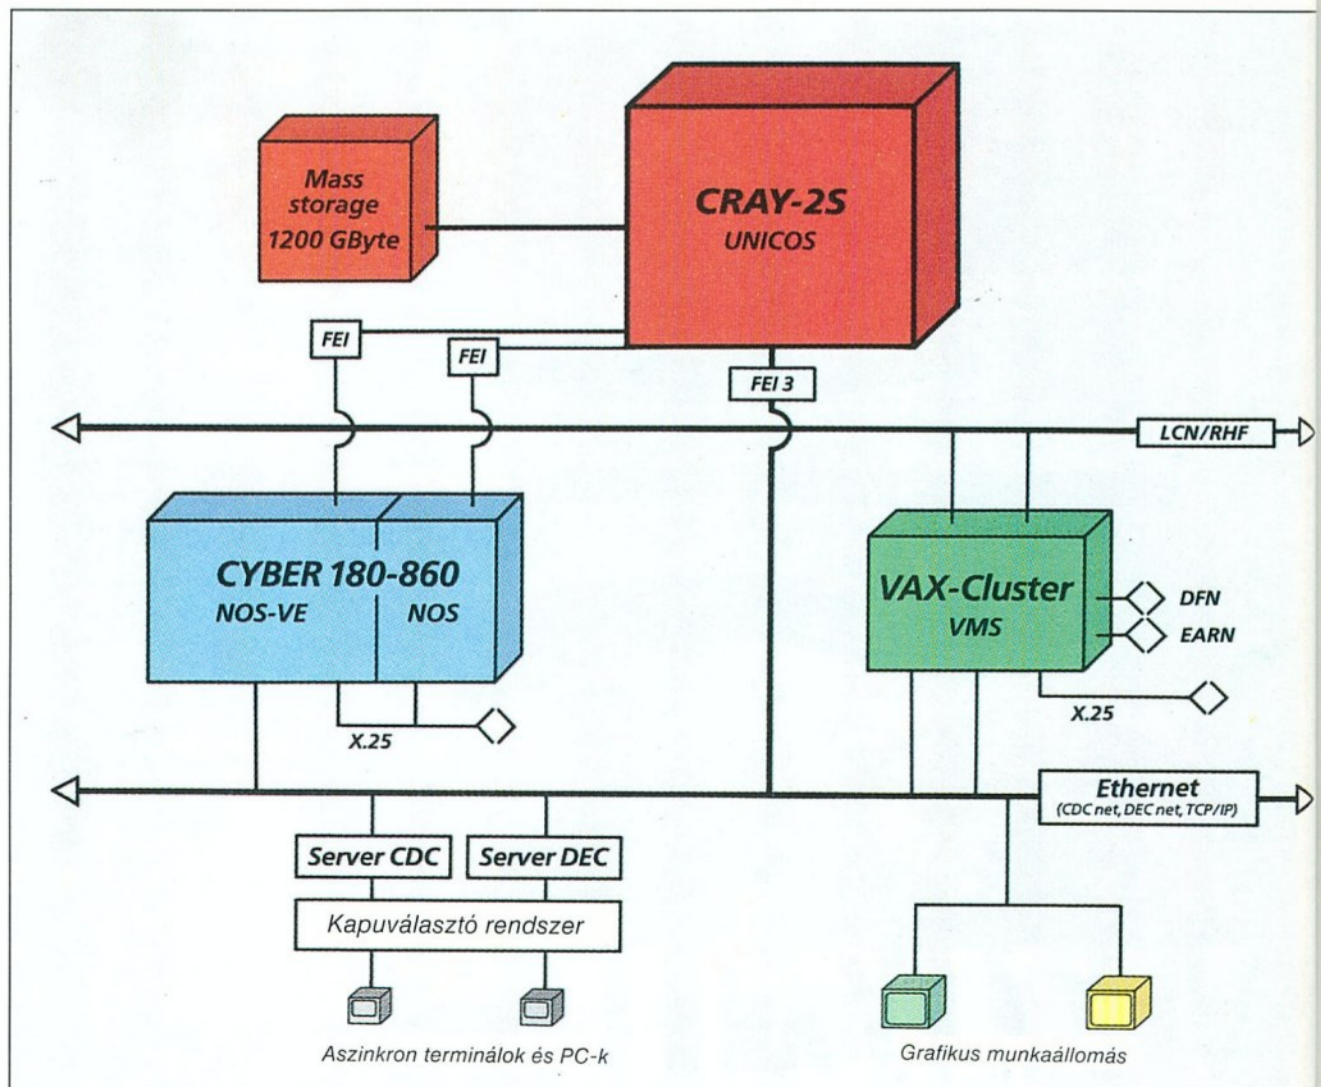 Mass
storage
1200 GByte
CRAY-2S
UNICOS
FEI
FEI
FEI 3
LCN/RHF
CYBER 180-860
NOS-VE
NOS
VAX-Cluster
VMS
DFN
EARN
X.25
X.25
Ethernet
(CDC net, DEC net, TCP/IP)
Server CDC
Server DEC
Kapuválasztó rendszer
Aszinkron terminálok és PC-k
Grafikus munkaállomás